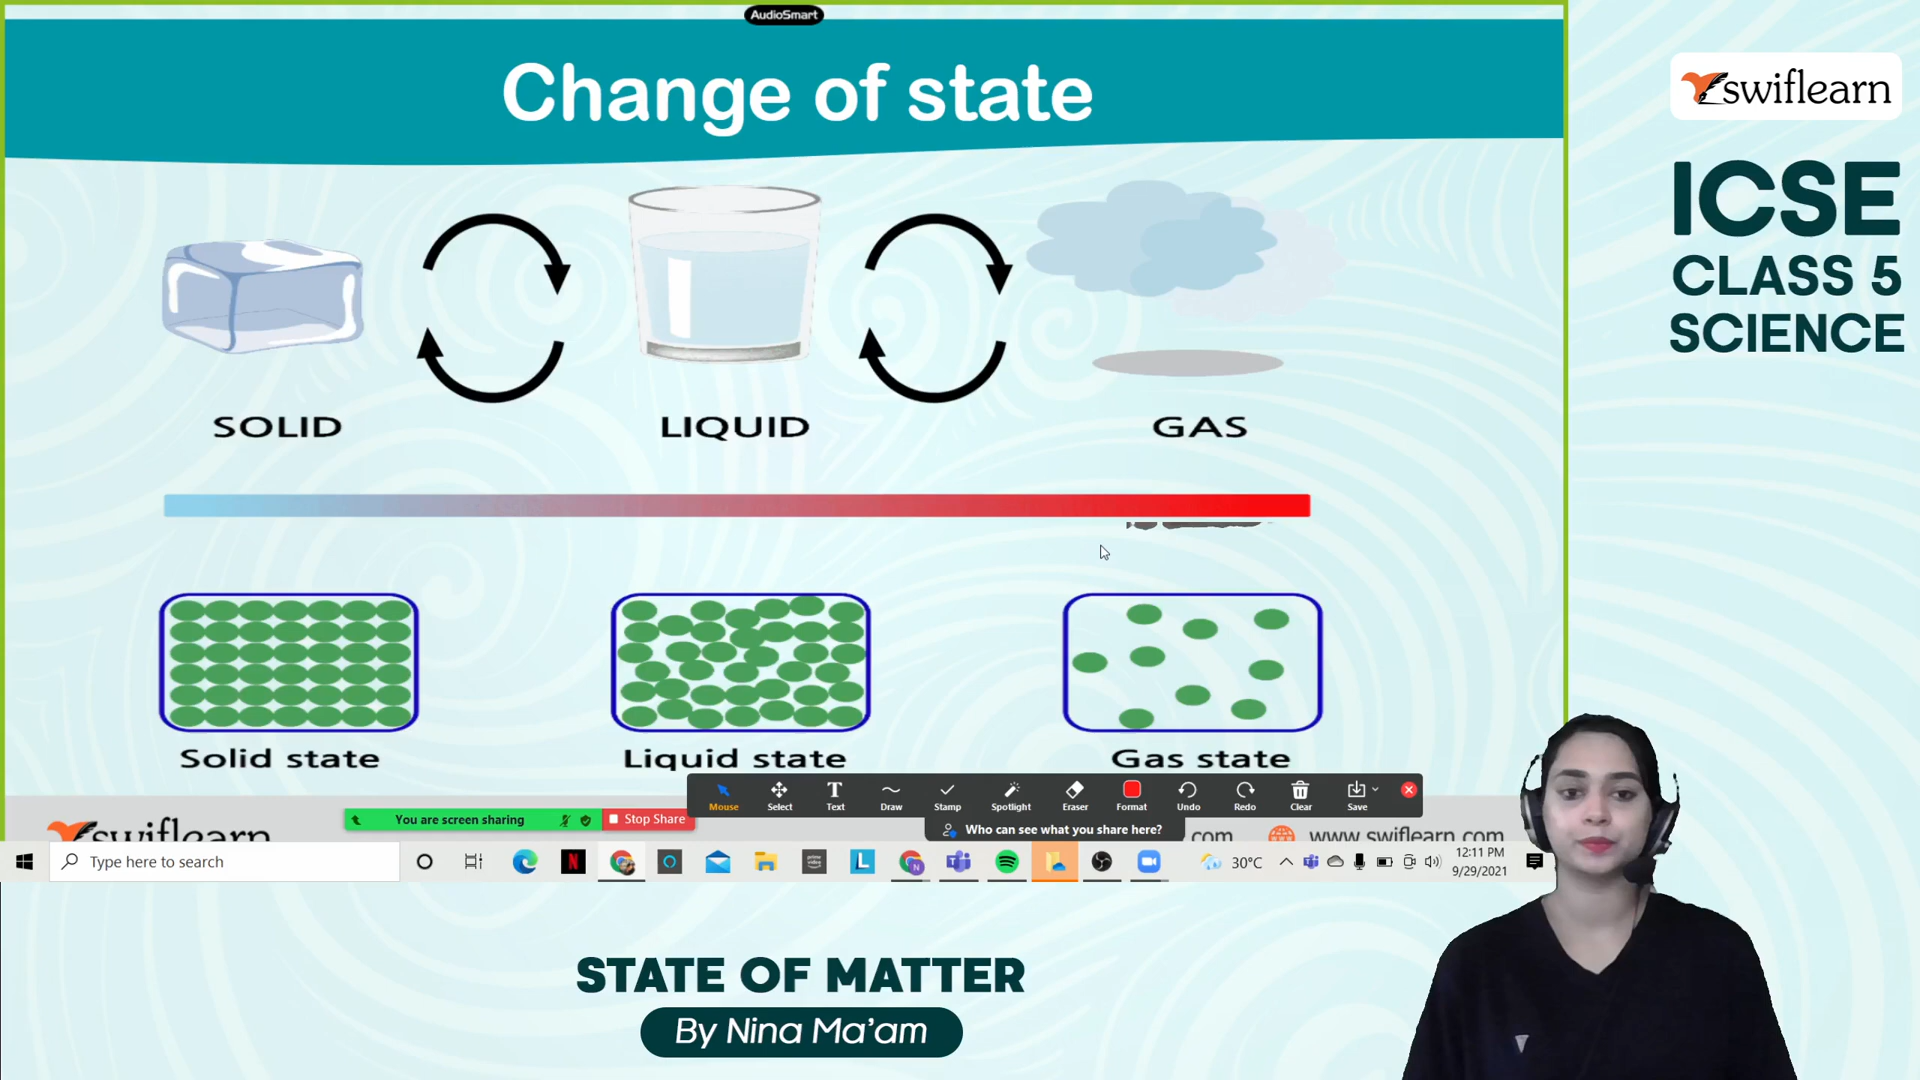 AudioSmart
Change of state
swiflearn
ICSE
CLASS 5
SCIENCE
SOLID
LIQUID
GAS
Solid state
Liquid state
Gas state
Mouse
Select
Text
Draw
Stamp
Spotlight
Eraser
Format
Undo
Redo
Clear
Save
You are screen sharing
Stop Share
Who can see what you share here?
swiflearn
.com
www.swiflearn.com
Type here to search
30°C
12:11 PM
9/29/2021
STATE OF MATTER
By Nina Ma'am